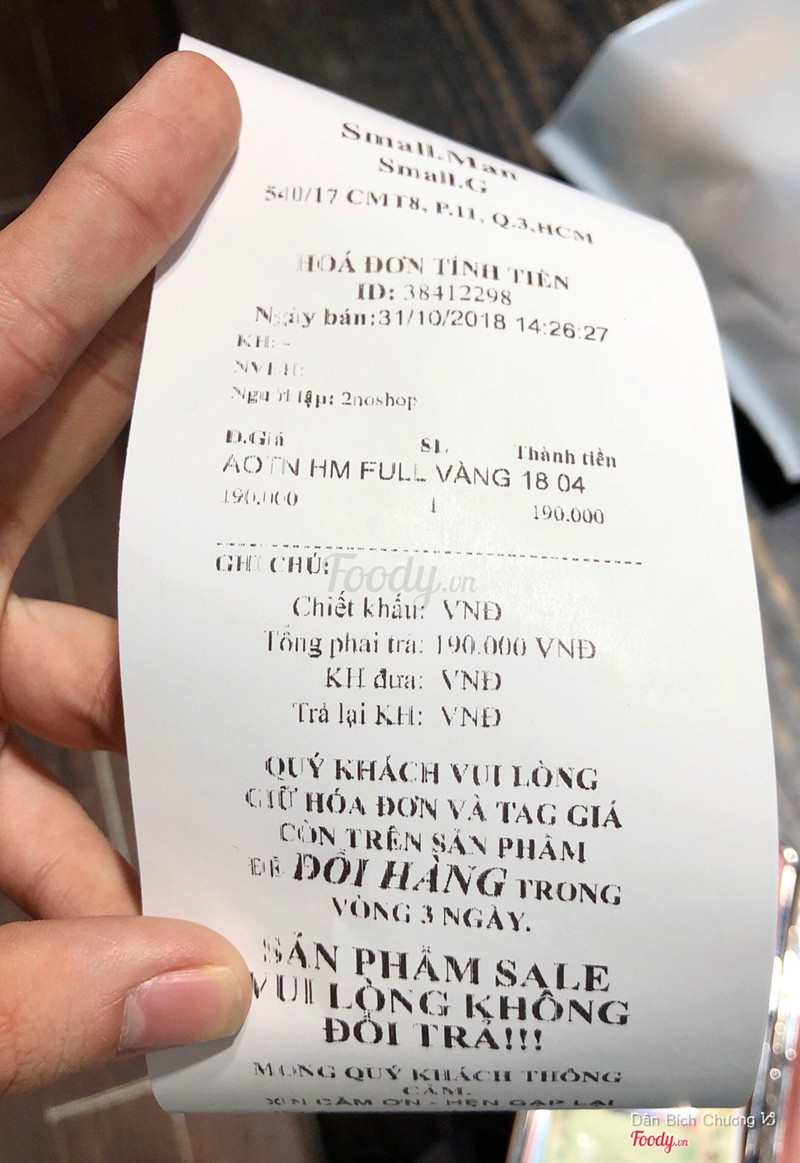 Small.Man
Small.G
540/17 CMT8, P.11, Q.3,HCM
HOÁ ĐƠN TÍNH TIỀN
ID: 38412298
Ngày bán:31/10/2018 14:26:27
KH: -
NVBH:
Người lập: 2noshop
Đ.Giá SL Thành tiền
AOTN HM FULL VÀNG 18 04
190.000 1 190.000
GHI CHÚ:
Foody.vn
Chiết khấu: VNĐ
Tổng phải trả: 190.000 VNĐ
KH đưa: VNĐ
Trả lại KH: VNĐ
QUÝ KHÁCH VUI LÒNG
GIỮ HÓA ĐƠN VÀ TAG GIÁ
CÒN TRÊN SẢN PHẨM
ĐỂ ĐỔI HÀNG TRONG
VÒNG 3 NGÀY.
SẢN PHẨM SALE
VUI LÒNG KHÔNG
ĐỔI TRẢ!!!
MONG QUÝ KHÁCH THÔNG
CẢM.
XIN CẢM ƠN - HẸN GẶP LẠI
Dân Bích Chương
Foody.vn